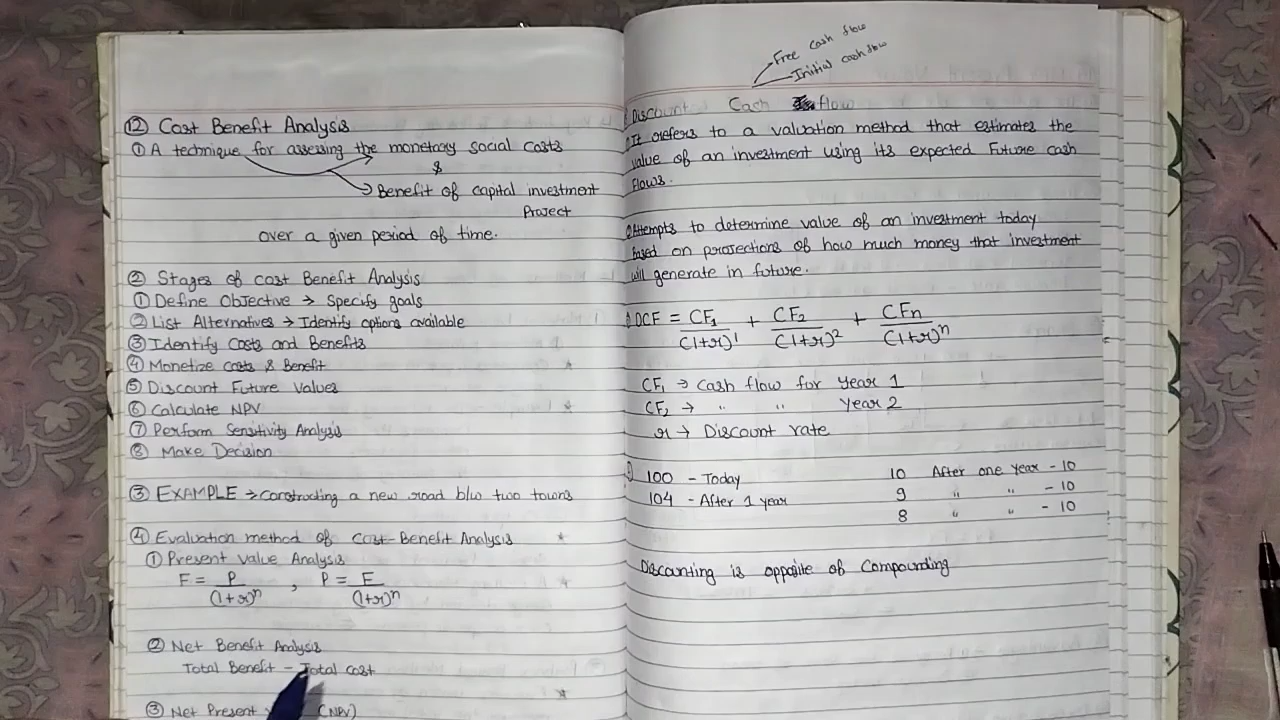 ⑫ Cost Benefit Analysis
① A technique for assessing the monetary social costs
&
→ Benefit of capital investment
Project
over a given period of time.
② Stages of cost Benefit Analysis
① Define Objective → Specify goals
② List Alternatives → Identify options available
③ Identify Costs and Benefits
④ Monetize costs & Benefit
⑤ Discount Future Values
⑥ Calculate NPV
⑦ Perform Sensitivity Analysis
⑧ Make Decision
③ EXAMPLE → Constructing a new road b/w two towns
④ Evaluation method of Cost-Benefit Analysis
① Present value Analysis
F = P/(1+r)^n , P = F/(1+r)^n
② Net Benefit Analysis
Total Benefit - Total cost
③ Net Present (NPV)
Free cash flow
Initial cash flow
Discount Cash flow
It refers to a valuation method that estimates the
value of an investment using its expected Future cash
flows.
Attempts to determine value of an investment today
Based on projections of how much money that investment
will generate in future.
DCF = CF₁/(1+r)^1 + CF₂/(1+r)^2 + CFn/(1+r)^n
CF₁ → Cash flow for year 1
CF₂ → " " Year 2
r → Discount rate
100 - Today
104 - After 1 year
10 After one year - 10
9 " " - 10
8 " " - 10
Discounting is opposite of Compounding